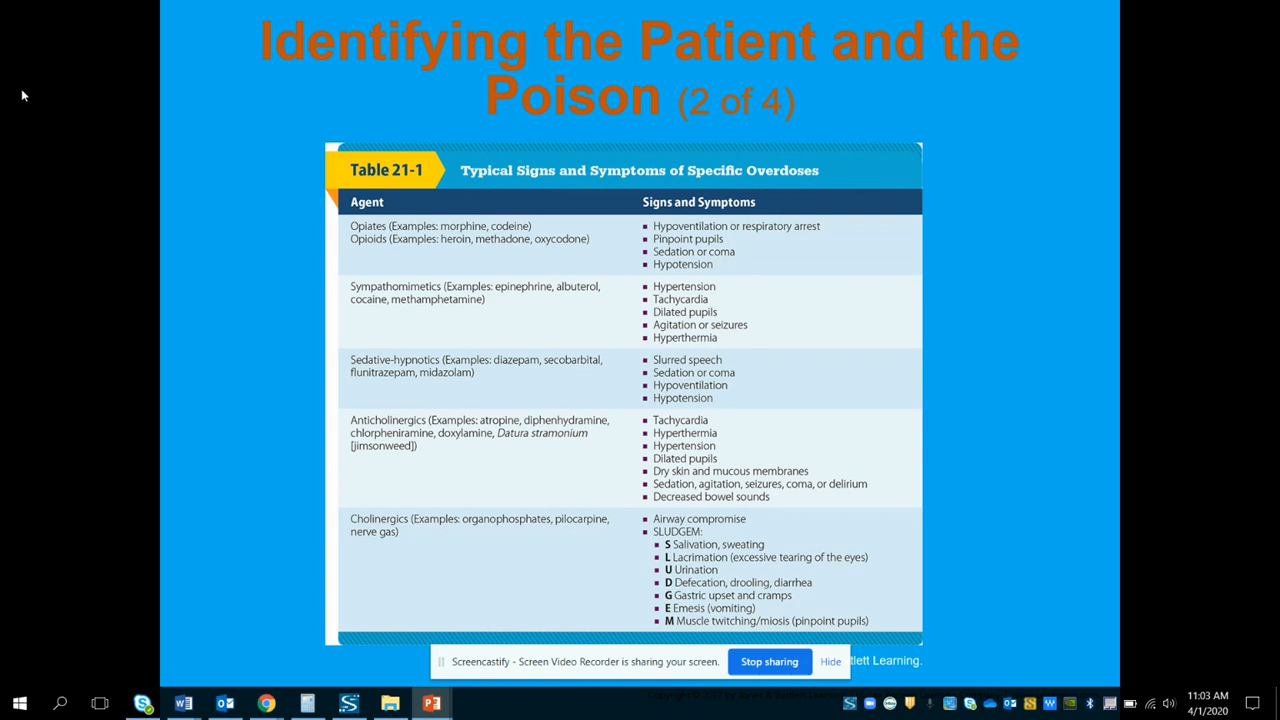 Identifying the Patient and the
Poison (2 of 4)
Table 21-1 Typical Signs and Symptoms of Specific Overdoses
Agent Signs and Symptoms
Opiates (Examples: morphine, codeine)
Opioids (Examples: heroin, methadone, oxycodone)
▪ Hypoventilation or respiratory arrest
▪ Pinpoint pupils
▪ Sedation or coma
▪ Hypotension
Sympathomimetics (Examples: epinephrine, albuterol,
cocaine, methamphetamine)
▪ Hypertension
▪ Tachycardia
▪ Dilated pupils
▪ Agitation or seizures
▪ Hyperthermia
Sedative-hypnotics (Examples: diazepam, secobarbital,
flunitrazepam, midazolam)
▪ Slurred speech
▪ Sedation or coma
▪ Hypoventilation
▪ Hypotension
Anticholinergics (Examples: atropine, diphenhydramine,
chlorpheniramine, doxylamine, Datura stramonium
[jimsonweed])
▪ Tachycardia
▪ Hyperthermia
▪ Hypertension
▪ Dilated pupils
▪ Dry skin and mucous membranes
▪ Sedation, agitation, seizures, coma, or delirium
▪ Decreased bowel sounds
Cholinergics (Examples: organophosphates, pilocarpine,
nerve gas)
▪ Airway compromise
▪ SLUDGEM:
▪ S Salivation, sweating
▪ L Lacrimation (excessive tearing of the eyes)
▪ U Urination
▪ D Defecation, drooling, diarrhea
▪ G Gastric upset and cramps
▪ E Emesis (vomiting)
▪ M Muscle twitching/miosis (pinpoint pupils)
Screencastify - Screen Video Recorder is sharing your screen. Stop sharing Hide
tlett Learning.
11:03 AM
4/1/2020